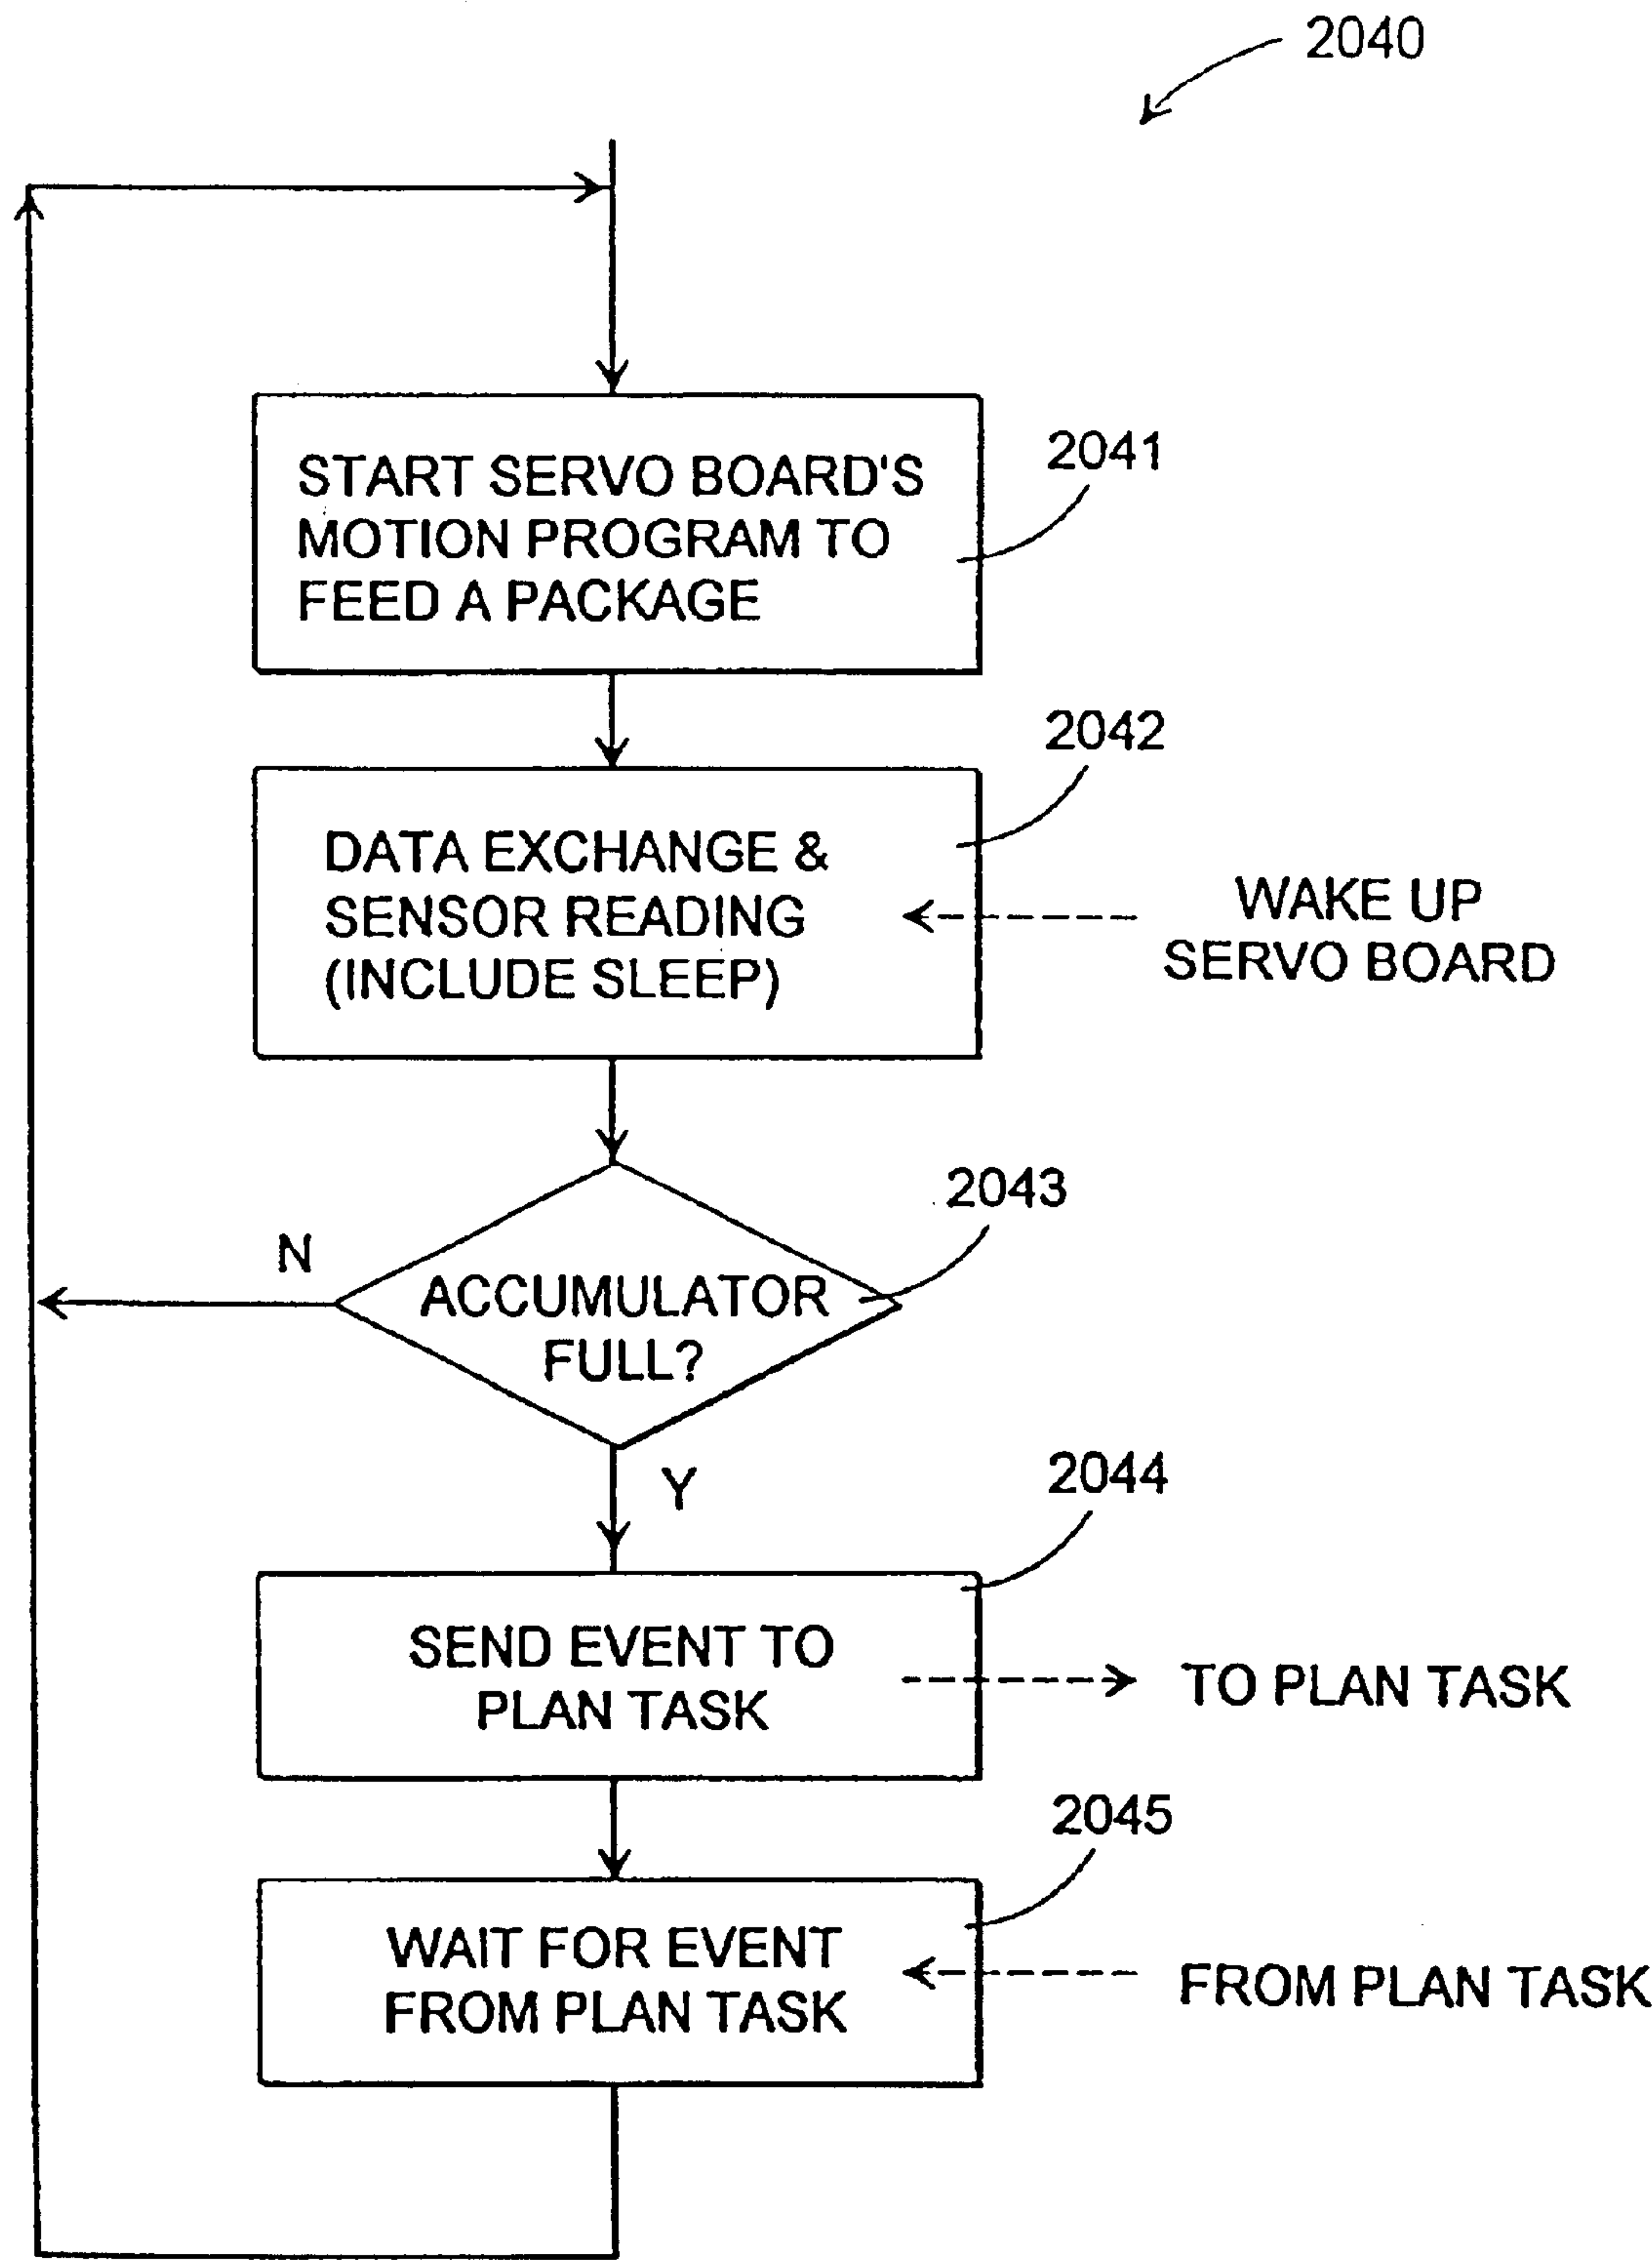 2040
START SERVO BOARD'S
MOTION PROGRAM TO
FEED A PACKAGE
2041
DATA EXCHANGE &
SENSOR READING
(INCLUDE SLEEP)
2042
WAKE UP
SERVO BOARD
ACCUMULATOR
FULL?
2043
N
Y
SEND EVENT TO
PLAN TASK
2044
TO PLAN TASK
WAIT FOR EVENT
FROM PLAN TASK
2045
FROM PLAN TASK